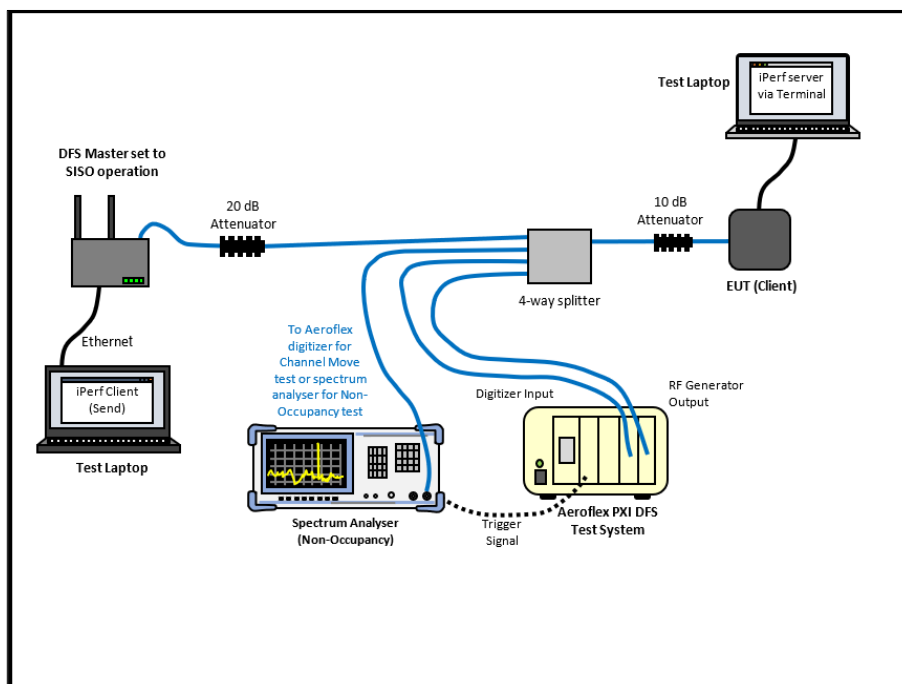 Test Laptop
iPerf server
via Terminal
DFS Master set to
SISO operation
20 dB
Attenuator
10 dB
Attenuator
4-way splitter
EUT (Client)
Ethernet
iPerf Client
(Send)
Test Laptop
To Aeroflex
digitizer for
Channel Move
test or spectrum
analyser for Non-
Occupancy test
Digitizer Input
RF Generator
Output
Spectrum Analyser
(Non-Occupancy)
Trigger
Signal
Aeroflex PXI DFS
Test System